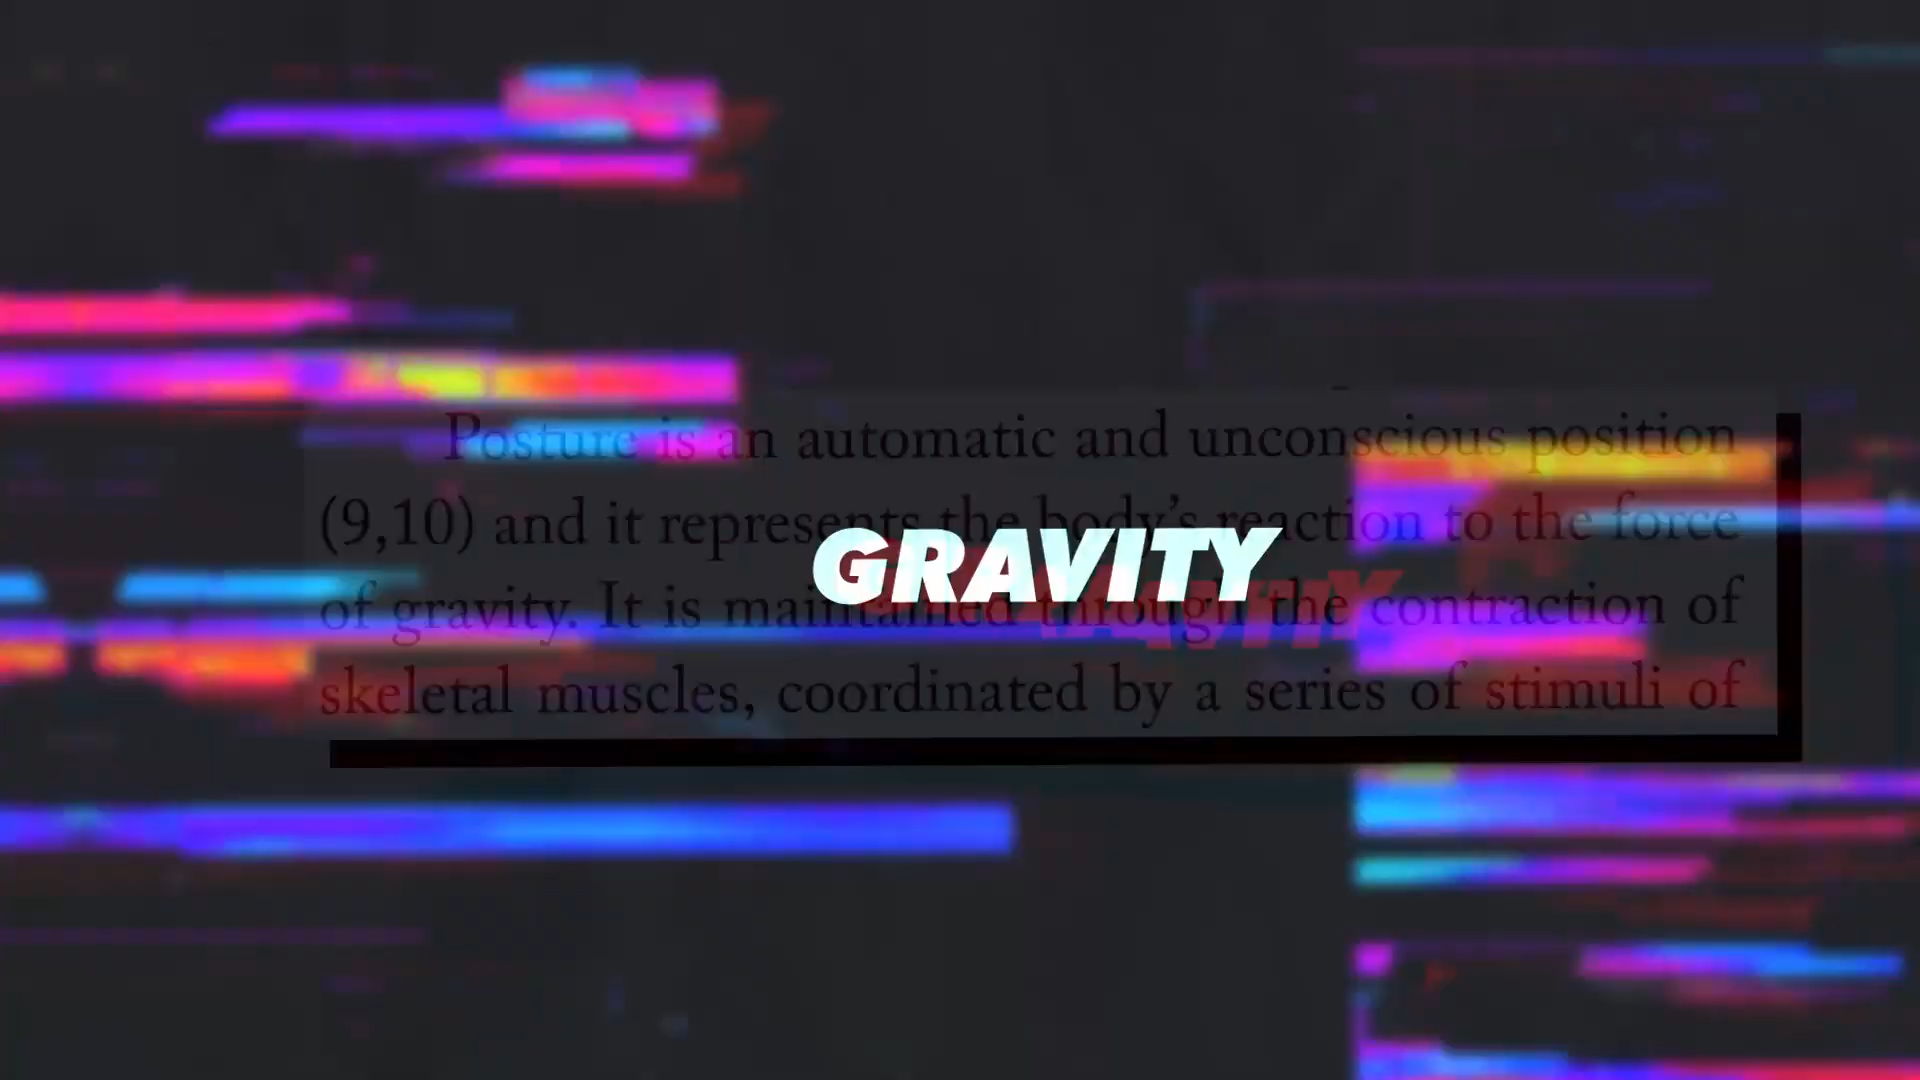 Posture is an automatic and unconscious position
(9,10) and it represents the body's reaction to the force
GRAVITY
of gravity. It is maintained through the contraction of
skeletal muscles, coordinated by a series of stimuli of